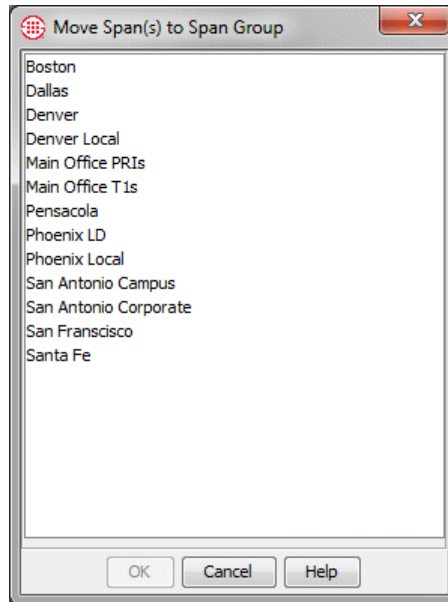 Move Span(s) to Span Group
Boston
Dallas
Denver
Denver Local
Main Office PRIs
Main Office T1s
Pensacola
Phoenix LD
Phoenix Local
San Antonio Campus
San Antonio Corporate
San Franscisco
Santa Fe
OK Cancel Help